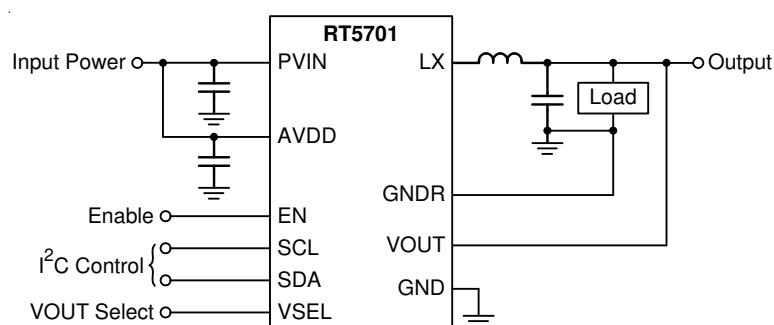 RT5701
Input Power
PVIN
LX
Output
Load
AVDD
GNDR
Enable
EN
SCL
VOUT
I²C Control
SDA
GND
VOUT Select
VSEL